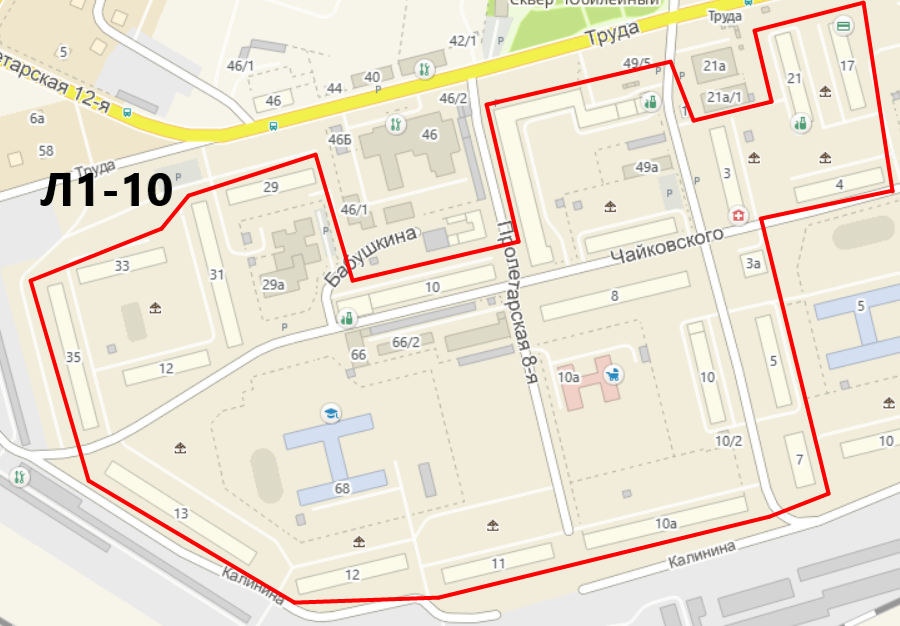 Сквер Юбилейный
Труда
42/1
5
46/1
44
40
49/5
Труда
21а
17
21
Пролетарская 12-я
46
46/2
21а/1
6а
46Б
46
58
Труда
49а
3
4
Л1-10
29
46/1
Бабушкина
Чайковского
3а
33
31
29а
10
8
5
Пролетарская 8-я
35
12
66
66/2
10а
10
5
10/2
10
7
68
13
10а
12
11
Калинина
Калинина